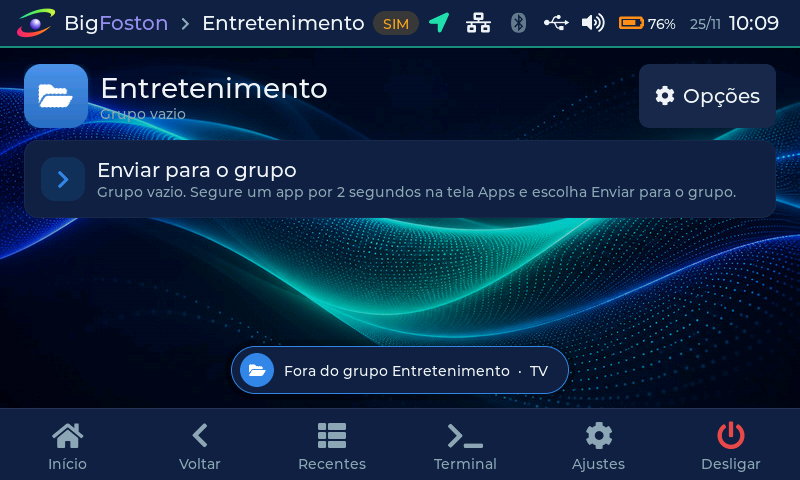 BigFoston > Entretenimento SIM 76% 25/11 10:09
Entretenimento
Grupo vazio
Opções
Enviar para o grupo
Grupo vazio. Segure um app por 2 segundos na tela Apps e escolha Enviar para o grupo.
Fora do grupo Entretenimento · TV
Início Voltar Recentes Terminal Ajustes Desligar